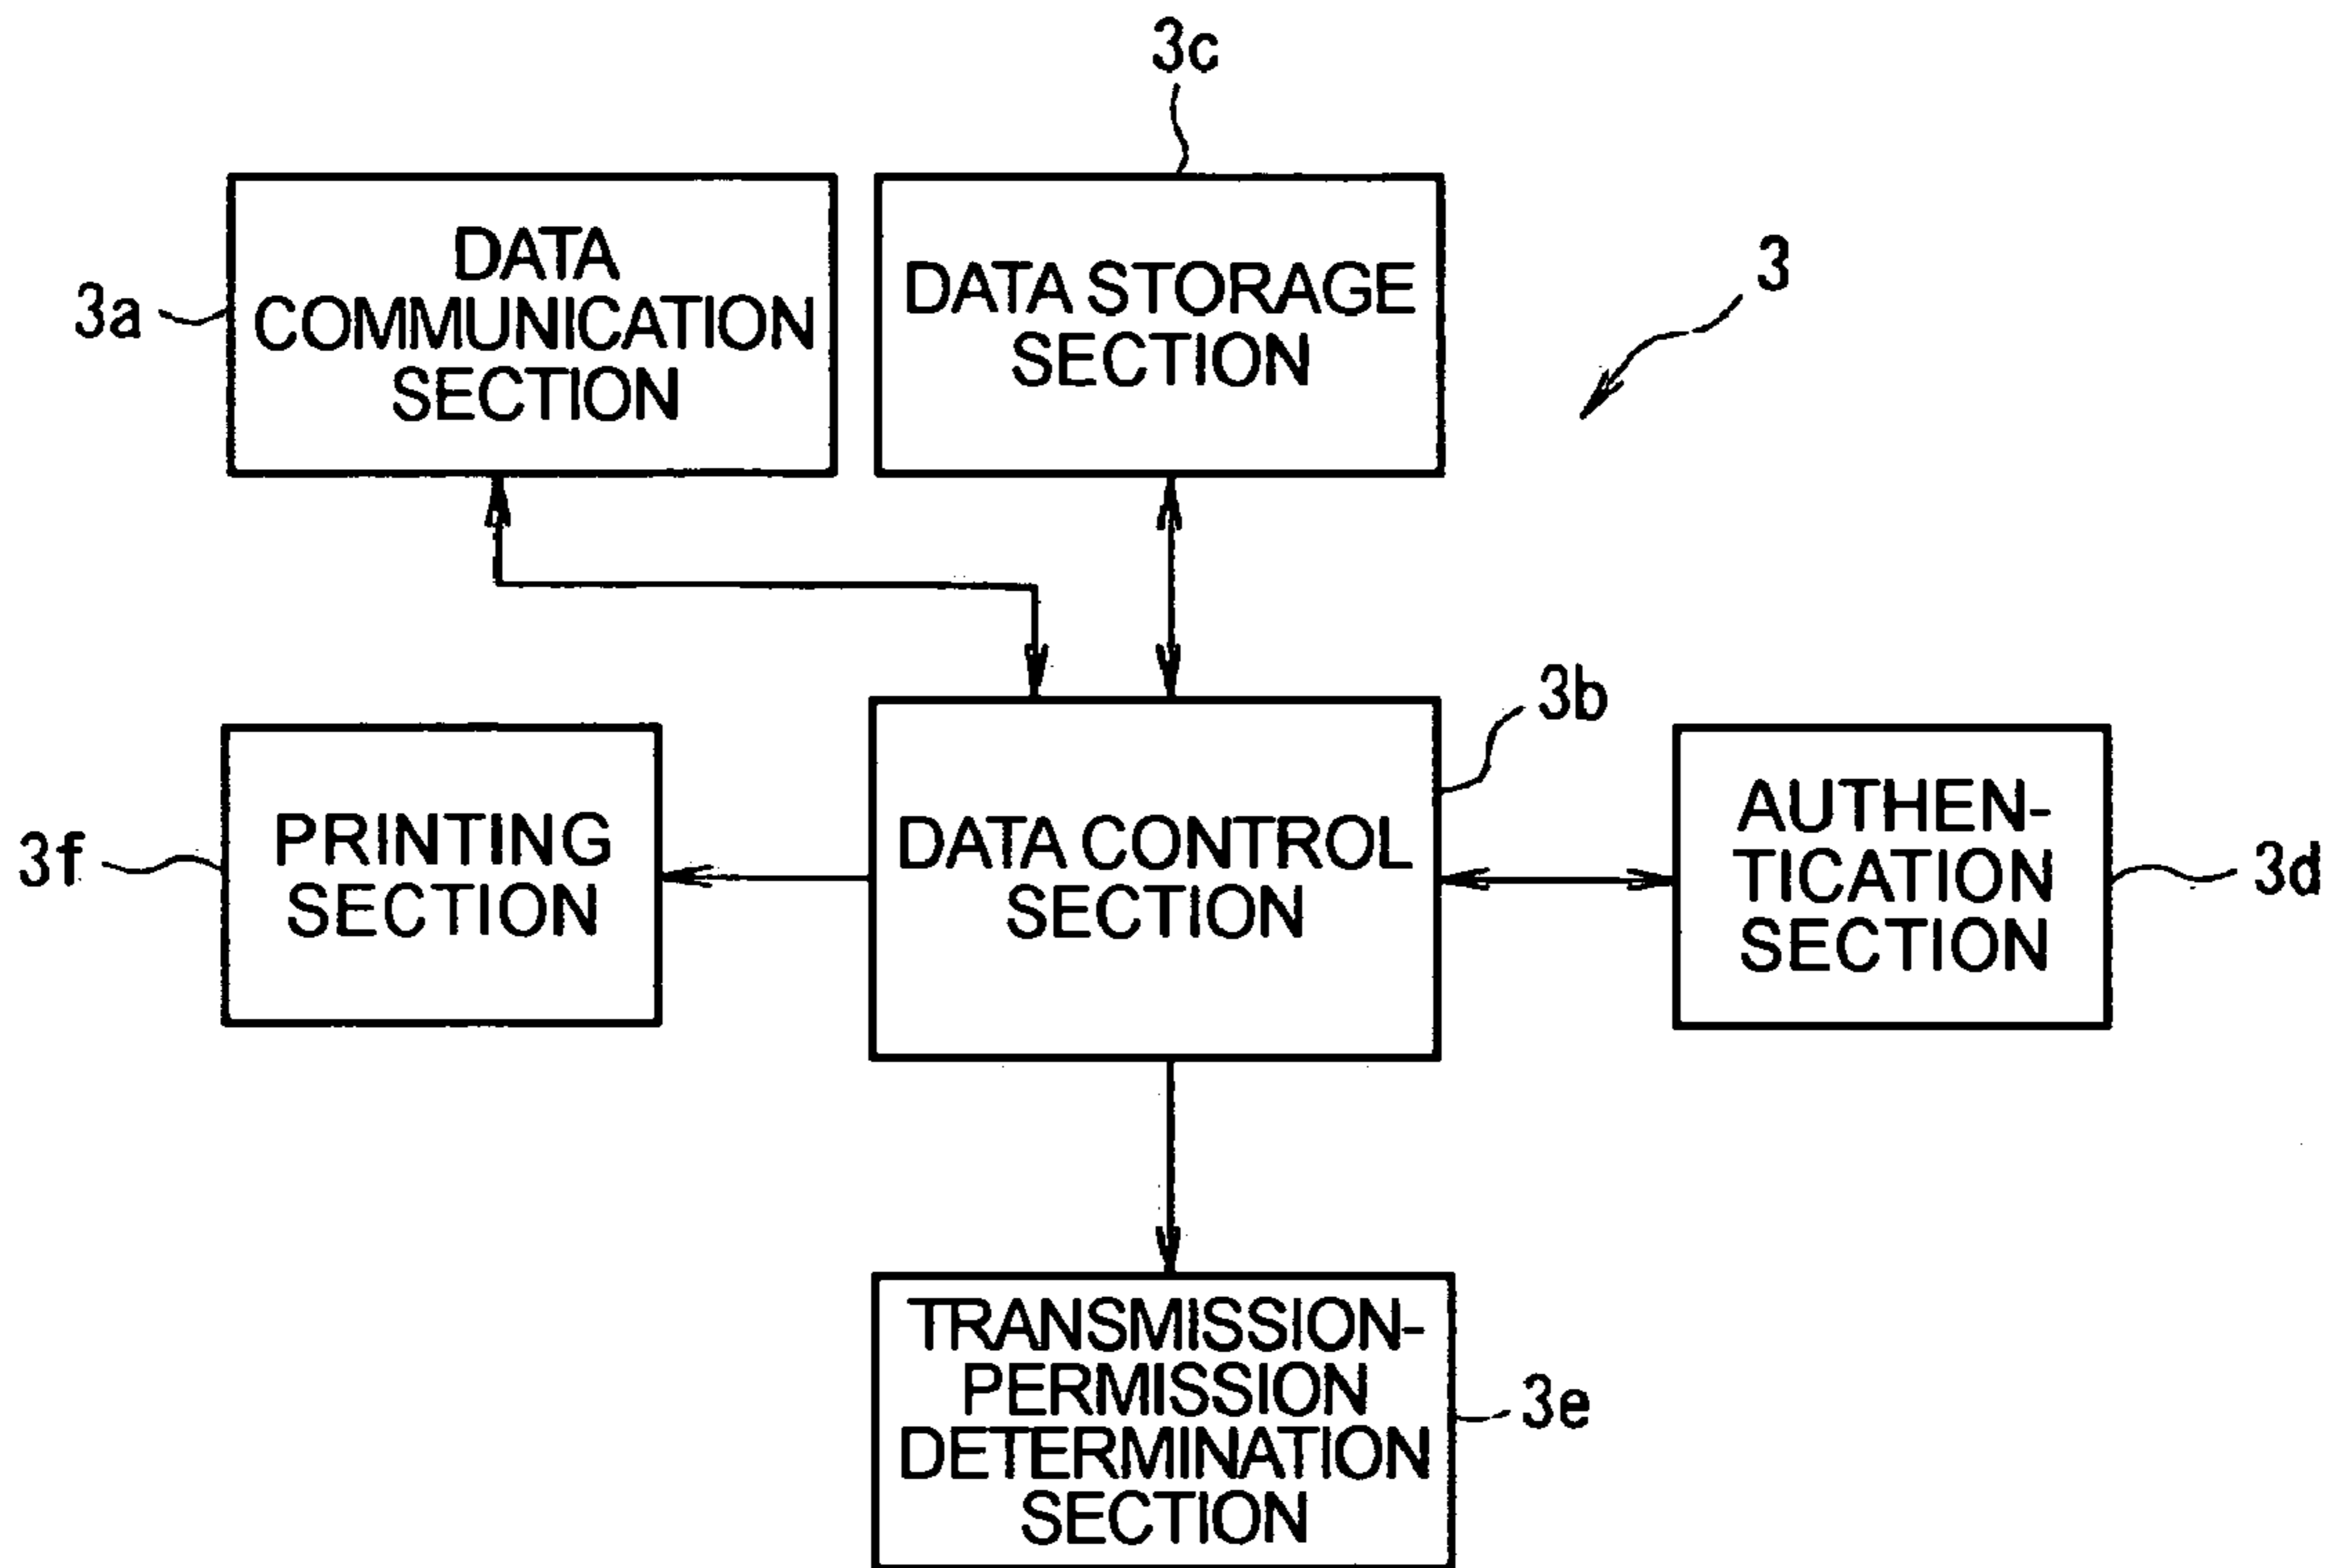 3c
DATA
COMMUNICATION
SECTION
3a
DATA STORAGE
SECTION
3
3b
PRINTING
SECTION
3f
DATA CONTROL
SECTION
AUTHEN-
TICATION
SECTION
3d
TRANSMISSION-
PERMISSION
DETERMINATION
SECTION
3e